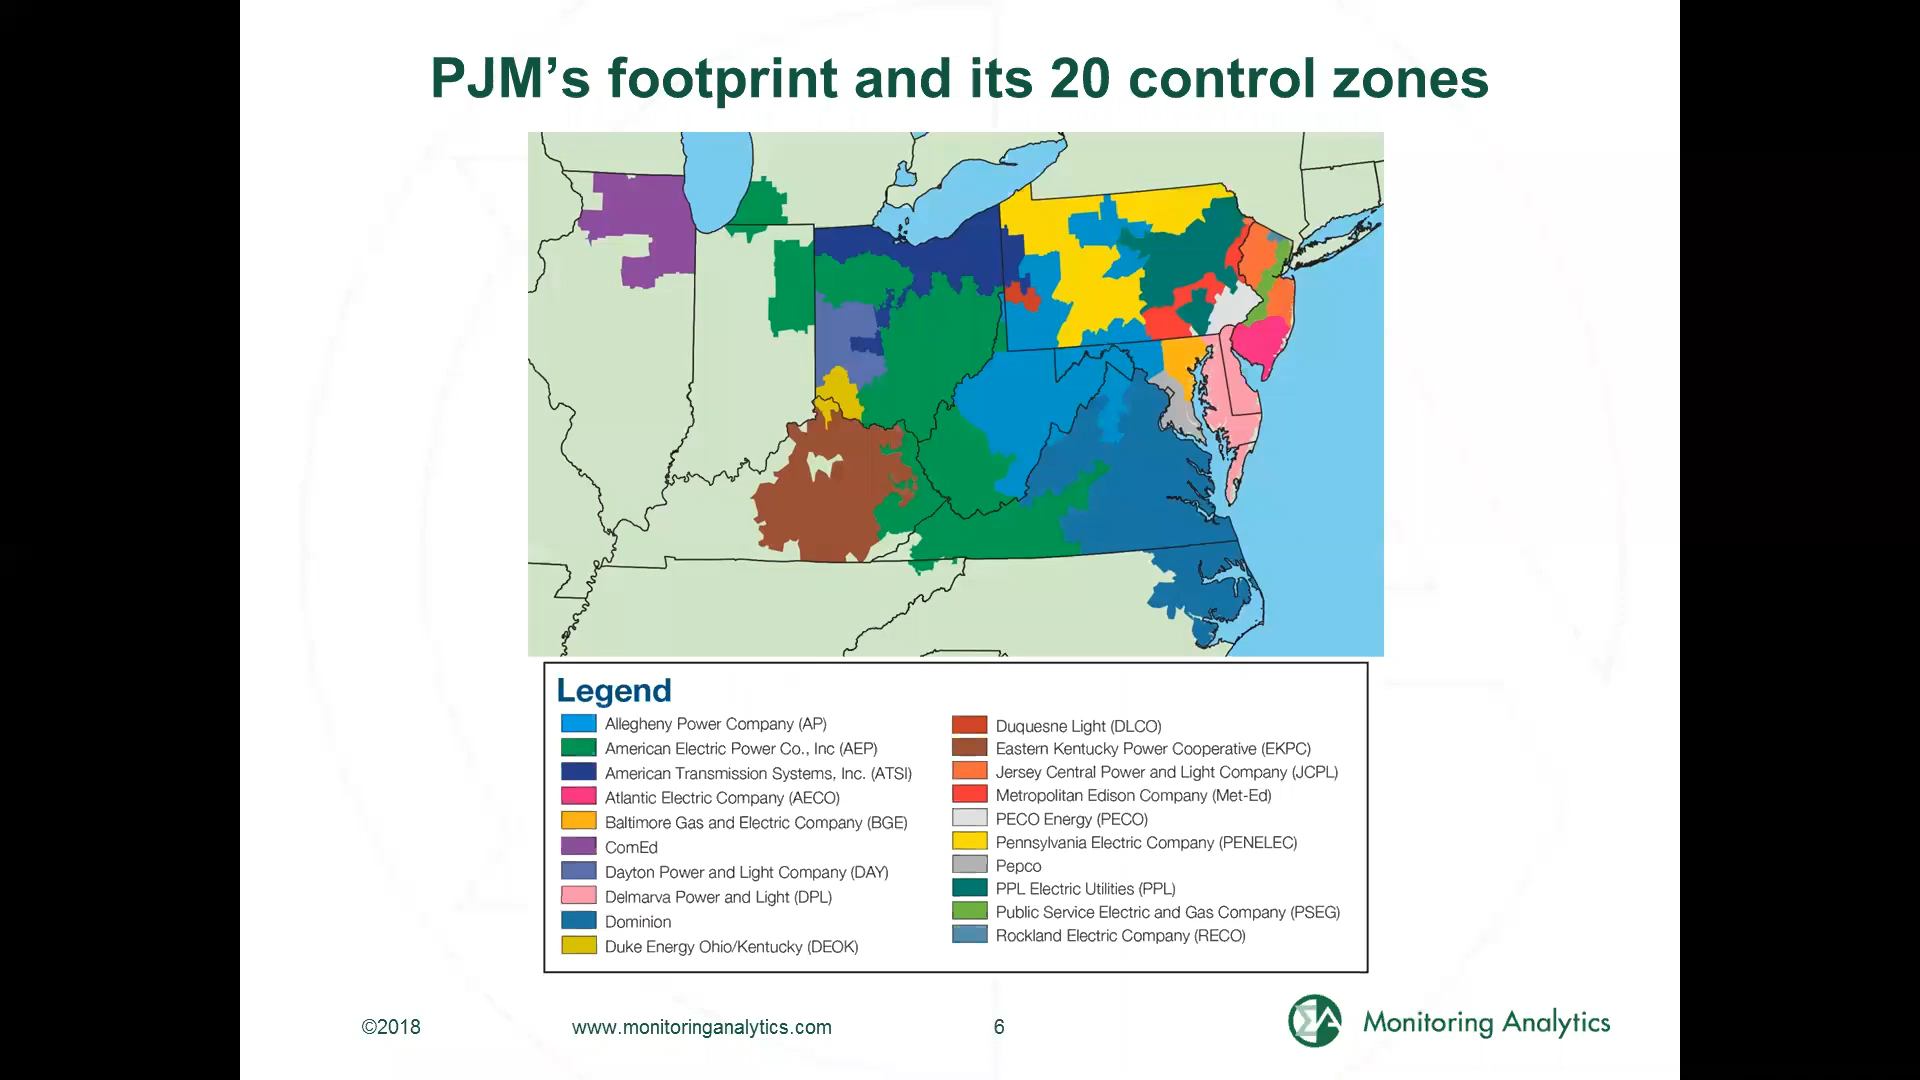 PJM’s footprint and its 20 control zones
Legend
Allegheny Power Company (AP)
American Electric Power Co., Inc (AEP)
American Transmission Systems, Inc. (ATSI)
Atlantic Electric Company (AECO)
Baltimore Gas and Electric Company (BGE)
ComEd
Dayton Power and Light Company (DAY)
Delmarva Power and Light (DPL)
Dominion
Duke Energy Ohio/Kentucky (DEOK)
Duquesne Light (DLCO)
Eastern Kentucky Power Cooperative (EKPC)
Jersey Central Power and Light Company (JCPL)
Metropolitan Edison Company (Met-Ed)
PECO Energy (PECO)
Pennsylvania Electric Company (PENELEC)
Pepco
PPL Electric Utilities (PPL)
Public Service Electric and Gas Company (PSEG)
Rockland Electric Company (RECO)
©2018
www.monitoringanalytics.com
6
Monitoring Analytics